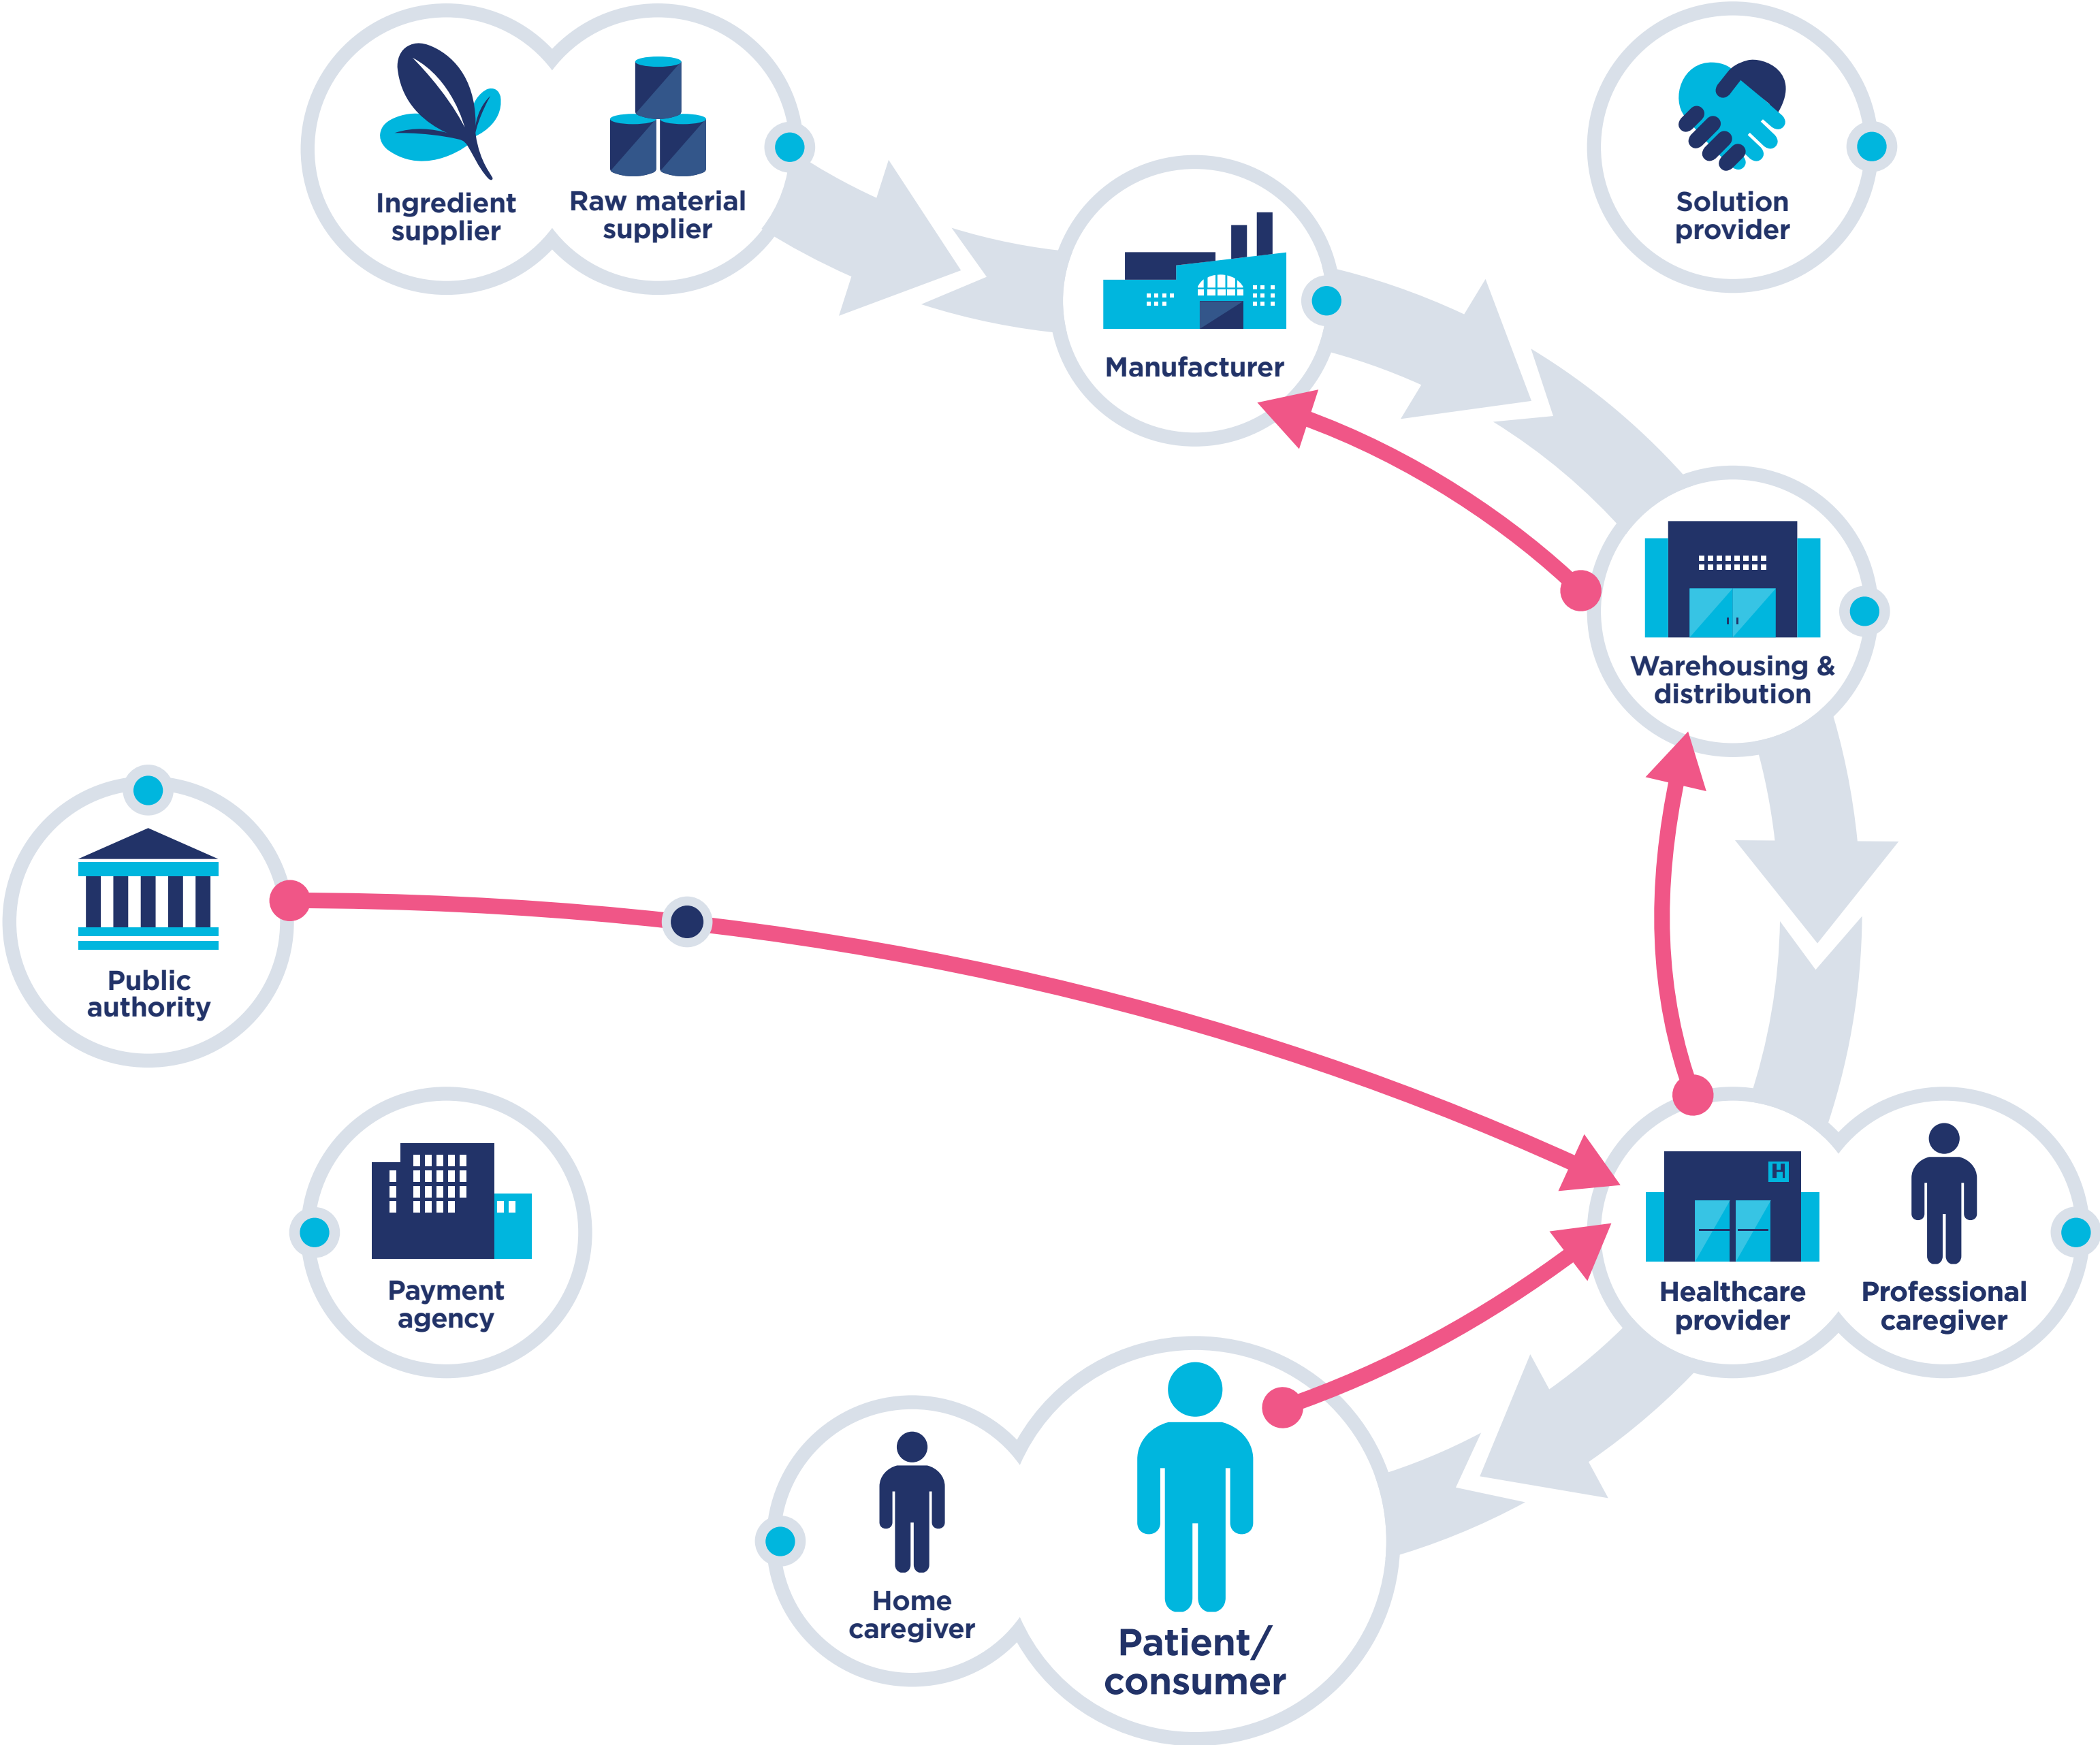 Ingredient
supplier
Raw material
supplier
Solution
provider
Manufacturer
Warehousing &
distribution
Public
authority
Payment
agency
H
Healthcare
provider
Professional
caregiver
Home
caregiver
Patient/
consumer